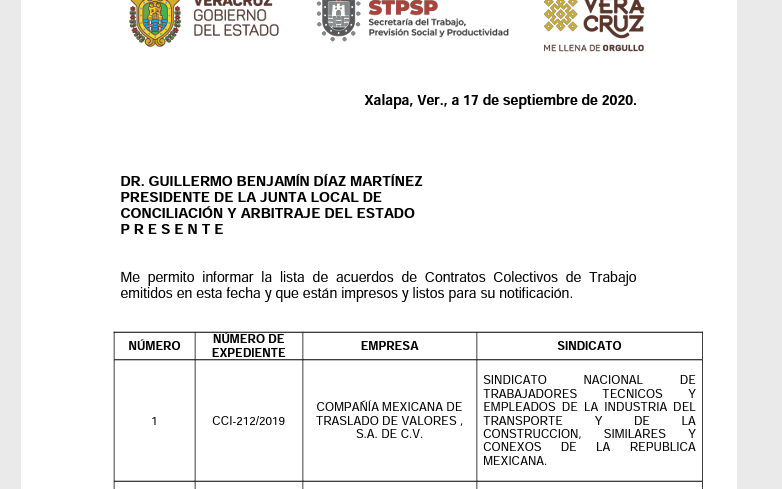 VERACRUZ
GOBIERNO
DEL ESTADO
STPSP
Secretaría del Trabajo,
Previsión Social y Productividad
VERA
CRUZ
ME LLENA DE ORGULLO
Xalapa, Ver., a 17 de septiembre de 2020.
DR. GUILLERMO BENJAMÍN DÍAZ MARTÍNEZ
PRESIDENTE DE LA JUNTA LOCAL DE
CONCILIACIÓN Y ARBITRAJE DEL ESTADO
P R E S E N T E
Me permito informar la lista de acuerdos de Contratos Colectivos de Trabajo
emitidos en esta fecha y que están impresos y listos para su notificación.
NÚMERO
NÚMERO DE
EXPEDIENTE
EMPRESA
SINDICATO
1
CCI-212/2019
COMPAÑÍA MEXICANA DE
TRASLADO DE VALORES ,
S.A. DE C.V.
SINDICATO NACIONAL DE
TRABAJADORES TECNICOS Y
EMPLEADOS DE LA INDUSTRIA DEL
TRANSPORTE Y DE LA
CONSTRUCCION, SIMILARES Y
CONEXOS DE LA REPUBLICA
MEXICANA.